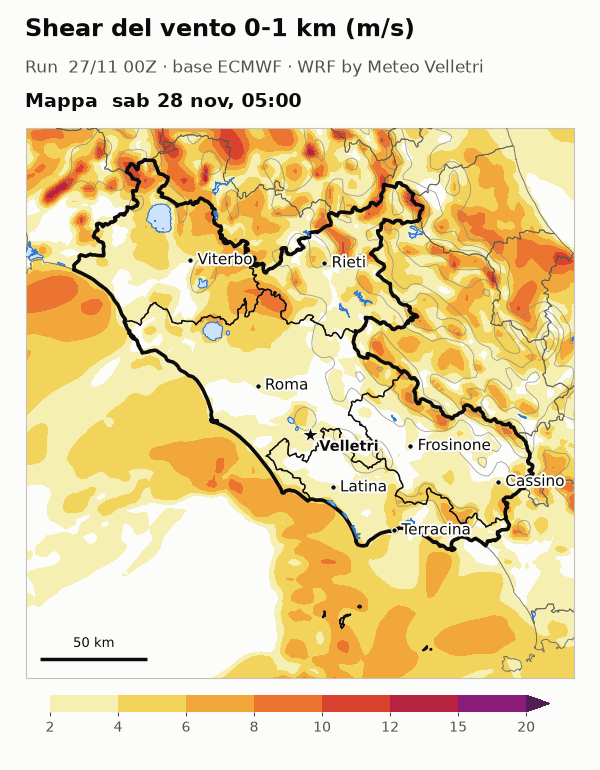 Shear del vento 0-1 km (m/s)
Run 27/11 00Z · base ECMWF · WRF by Meteo Velletri
Mappa sab 28 nov, 05:00
Viterbo
Rieti
Roma
Velletri
Frosinone
Cassino
Latina
Terracina
50 km
2 4 6 8 10 12 15 20